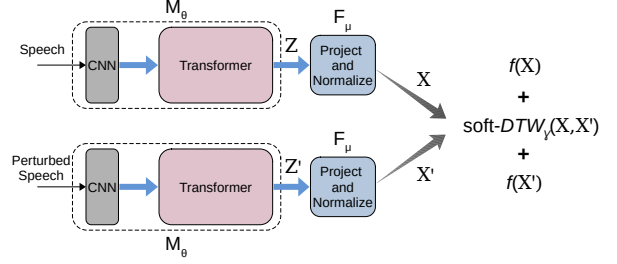 M_θ
F_μ
Speech
CNN
Transformer
Z
Project
and
Normalize
X
f(X)
+
soft-DTW_γ(X,X')
+
f(X')
F_μ
Perturbed
Speech
CNN
Transformer
Z'
Project
and
Normalize
X'
M_θ